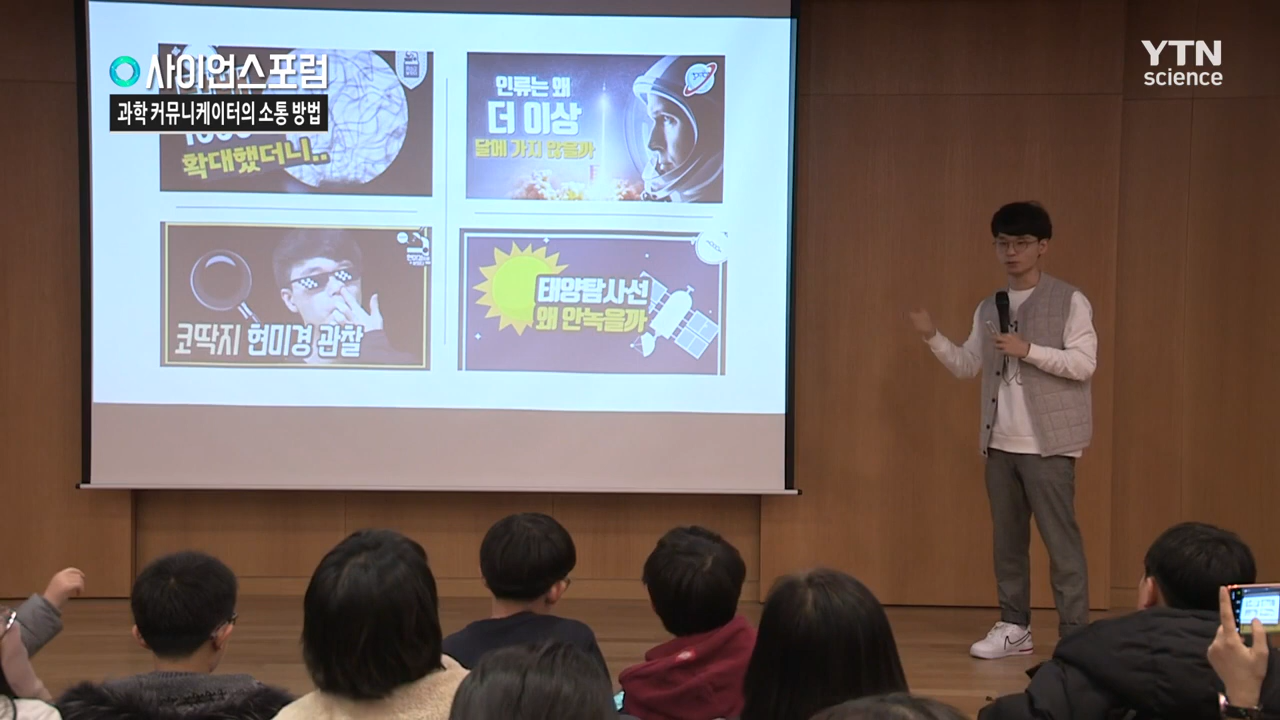 사이언스포럼
과학 커뮤니케이터의 소통 방법
YTN
science
확대했더니..
인류는 왜
더 이상
달에 가지 않을까
코딱지 현미경 관찰
태양탐사선
왜 안녹을까